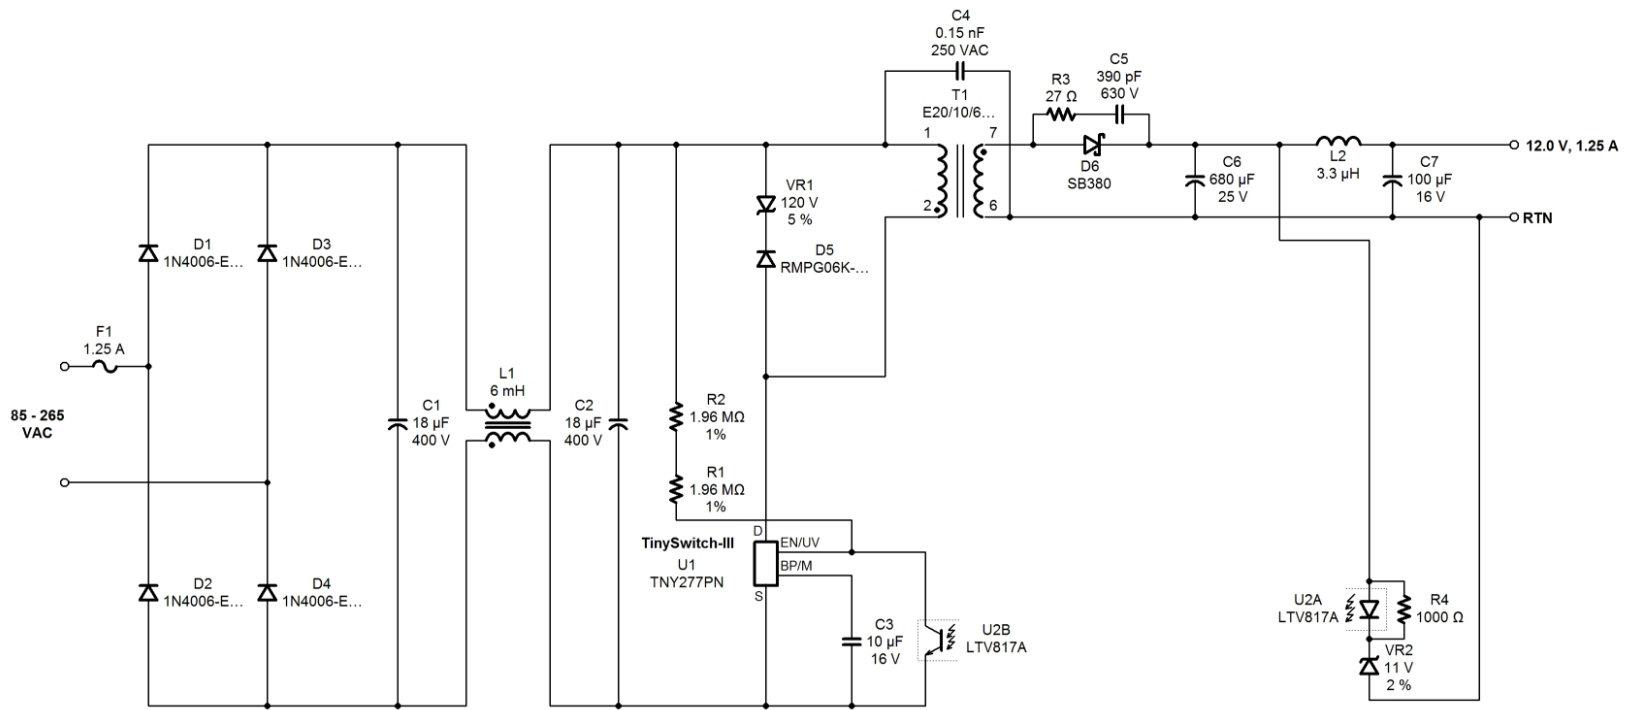 C4
0.15 nF
250 VAC
T1
E20/10/6...
1
7
2
6
R3
27 Ω
C5
390 pF
630 V
D6
SB380
C6
680 µF
25 V
L2
3.3 µH
C7
100 µF
16 V
12.0 V, 1.25 A
RTN
VR1
120 V
5 %
D5
RMPG06K-...
D1
1N4006-E...
D3
1N4006-E...
F1
1.25 A
85 - 265
VAC
C1
18 µF
400 V
L1
6 mH
C2
18 µF
400 V
R2
1.96 MΩ
1%
R1
1.96 MΩ
1%
D2
1N4006-E...
D4
1N4006-E...
TinySwitch-III
U1
TNY277PN
D
EN/UV
BP/M
S
C3
10 µF
16 V
U2B
LTV817A
U2A
LTV817A
R4
1000 Ω
VR2
11 V
2 %